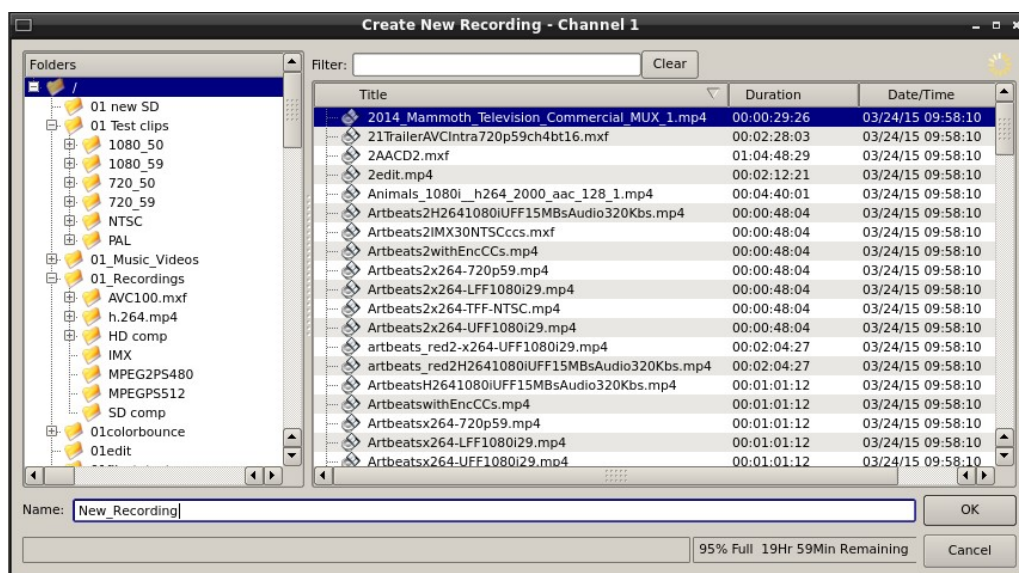 Create New Recording - Channel 1
Folders
/
01 new SD
01 Test clips
1080_50
1080_59
720_50
720_59
NTSC
PAL
01_Music_Videos
01_Recordings
AVC100.mxf
h.264.mp4
HD comp
IMX
MPEG2PS480
MPEGPS512
SD comp
01colorbounce
01edit
Filter: Clear
Title Duration Date/Time
2014_Mammoth_Television_Commercial_MUX_1.mp4 00:00:29:26 03/24/15 09:58:10
21TrailerAVCIntra720p59ch4bt16.mxf 00:02:28:03 03/24/15 09:58:10
2AACD2.mxf 01:04:48:29 03/24/15 09:58:10
2edit.mp4 00:02:12:21 03/24/15 09:58:10
Animals_1080i__h264_2000_aac_128_1.mp4 00:04:40:01 03/24/15 09:58:10
Artbeats2H2641080iUFF15MBsAudio320Kbs.mp4 00:00:48:04 03/24/15 09:58:10
Artbeats2IMX30NTSCccs.mxf 00:00:48:04 03/24/15 09:58:10
Artbeats2withEncCCs.mp4 00:00:48:04 03/24/15 09:58:10
Artbeats2x264-720p59.mp4 00:00:48:04 03/24/15 09:58:10
Artbeats2x264-LFF1080i29.mp4 00:00:48:04 03/24/15 09:58:10
Artbeats2x264-TFF-NTSC.mp4 00:00:48:04 03/24/15 09:58:10
Artbeats2x264-UFF1080i29.mp4 00:00:48:04 03/24/15 09:58:10
artbeats_red2-x264-UFF1080i29.mp4 00:02:04:27 03/24/15 09:58:10
artbeats_red2H2641080iUFF15MBsAudio320Kbs.mp4 00:02:04:27 03/24/15 09:58:10
ArtbeatsH2641080iUFF15MBsAudio320Kbs.mp4 00:01:01:12 03/24/15 09:58:10
ArtbeatswithEncCCs.mp4 00:01:01:12 03/24/15 09:58:10
Artbeatsx264-720p59.mp4 00:01:01:12 03/24/15 09:58:10
Artbeatsx264-LFF1080i29.mp4 00:01:01:12 03/24/15 09:58:10
Artbeatsx264-UFF1080i29.mp4 00:01:01:12 03/24/15 09:58:10
Name: New_Recording OK
95% Full 19Hr 59Min Remaining Cancel